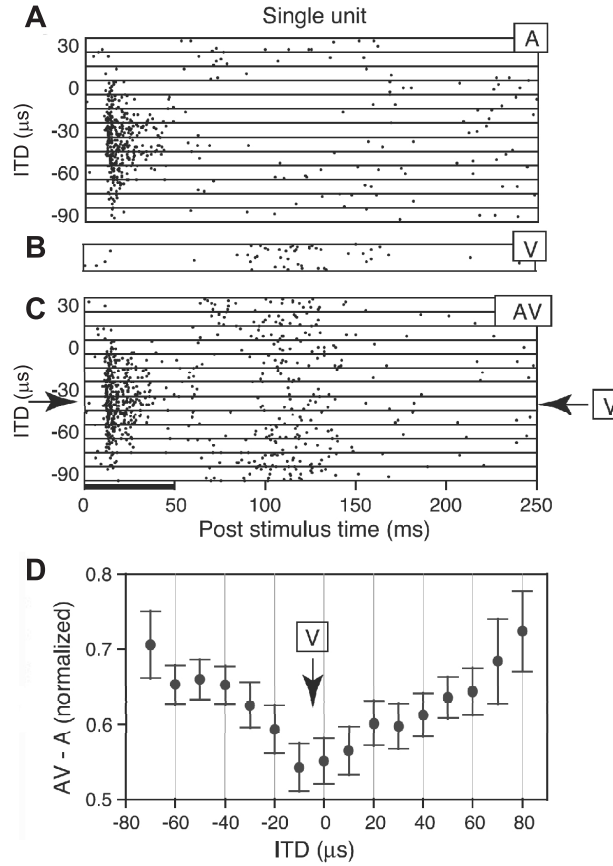 Single unit
A
A
30
0
-30
-60
-90
ITD (μs)
B
V
C
AV
30
0
-30
-60
-90
ITD (μs)
V
0 50 100 150 200 250
Post stimulus time (ms)
D
0.8
0.7
0.6
0.5
AV - A (normalized)
V
-80 -60 -40 -20 0 20 40 60 80
ITD (μs)